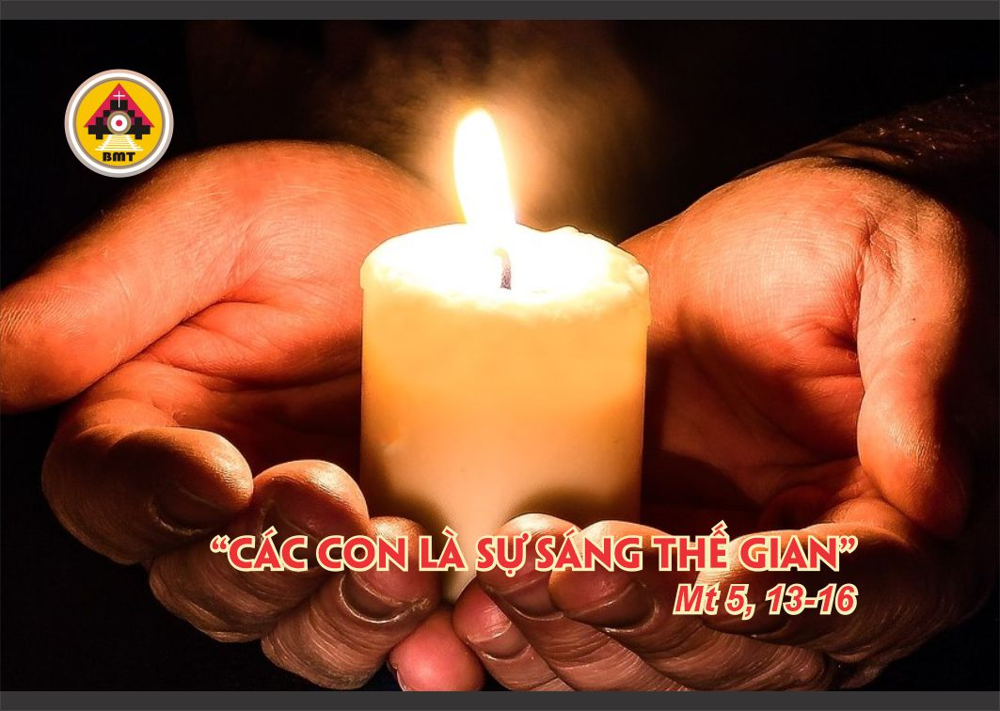 BMT
“CÁC CON LÀ SỰ SÁNG THẾ GIAN”
Mt 5, 13-16